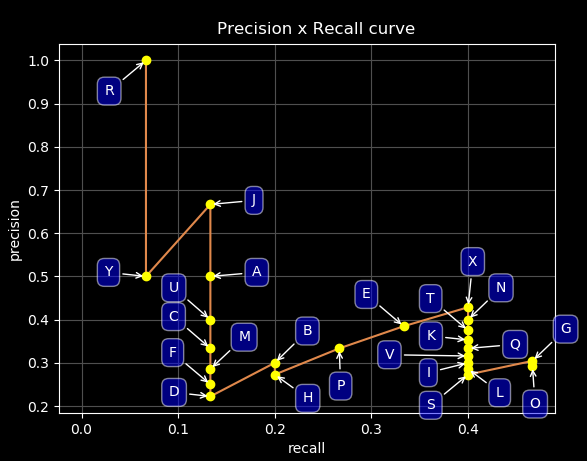 Precision x Recall curve
precision
1.0
0.9
0.8
0.7
0.6
0.5
0.4
0.3
0.2
R
J
Y
A
U
C
M
F
D
B
H
P
E
T
X
N
K
V
Q
I
S
L
G
O
0.0
0.1
0.2
0.3
0.4
recall